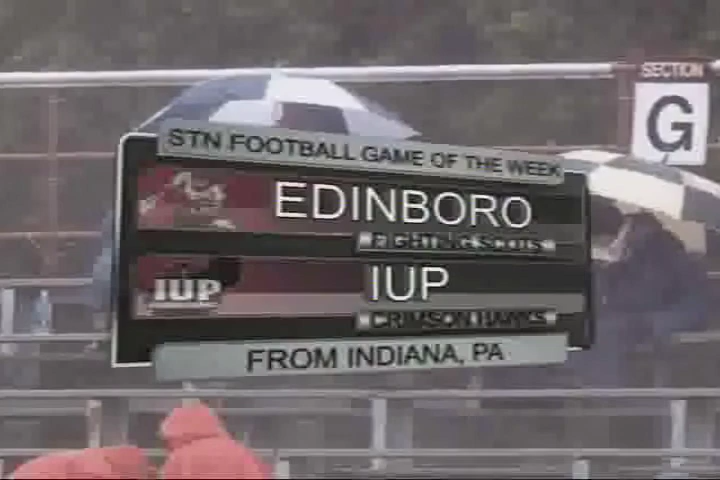 SECTION
G
STN FOOTBALL GAME OF THE WEEK
EDINBORO
FIGHTING SCOTS
IUP
IUP
CRIMSON HAWKS
FROM INDIANA, PA